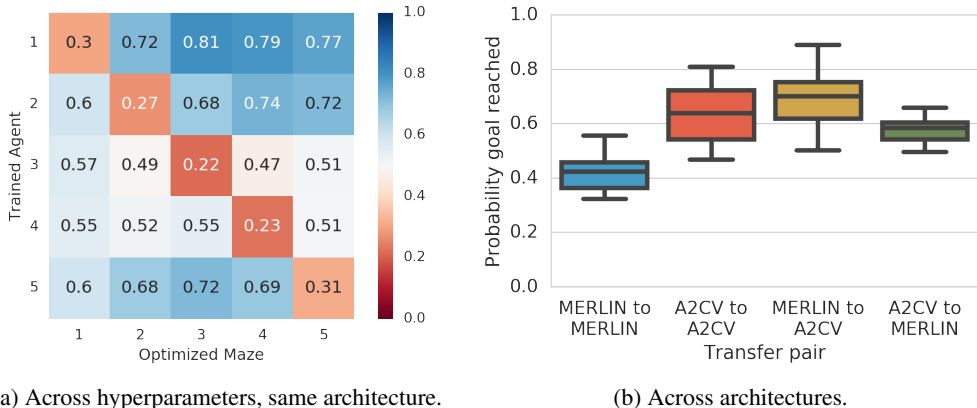 1 0.3 0.72 0.81 0.79 0.77
2 0.6 0.27 0.68 0.74 0.72
3 0.57 0.49 0.22 0.47 0.51
4 0.55 0.52 0.55 0.23 0.51
5 0.6 0.68 0.72 0.69 0.31
1 2 3 4 5
Optimized Maze
Trained Agent
1.0
0.8
0.6
0.4
0.2
0.0
a) Across hyperparameters, same architecture.
Probability goal reached
1.0
0.8
0.6
0.4
0.2
0.0
MERLIN to A2CV to MERLIN to A2CV to
MERLIN A2CV A2CV MERLIN
Transfer pair
(b) Across architectures.